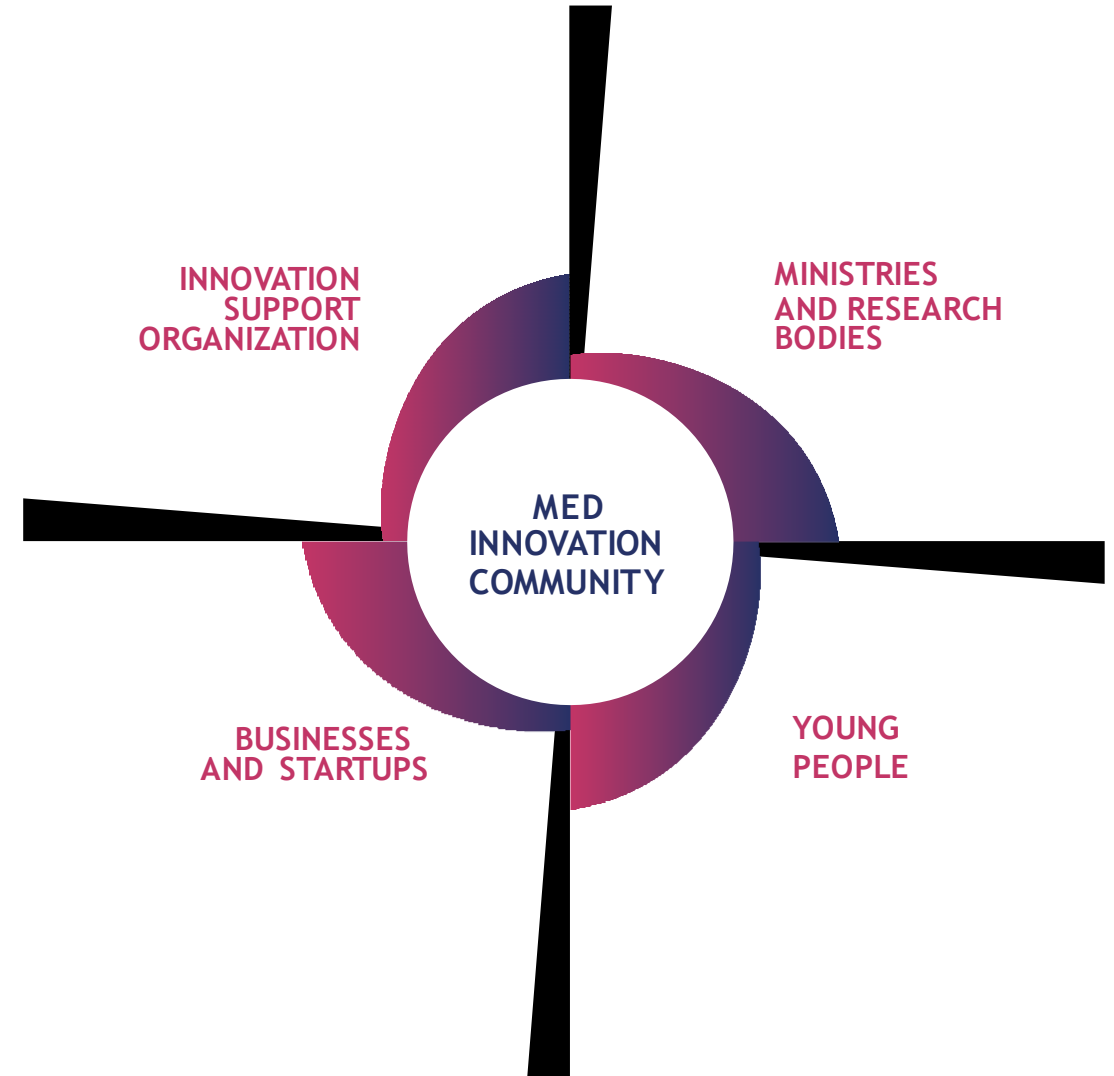 INNOVATION
SUPPORT
ORGANIZATION
MINISTRIES
AND RESEARCH
BODIES
MED
INNOVATION
COMMUNITY
BUSINESSES
AND STARTUPS
YOUNG
PEOPLE